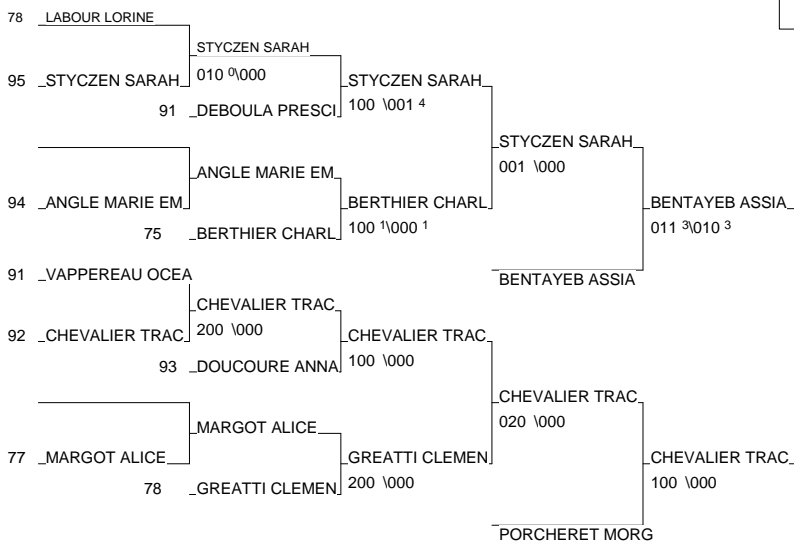 78 LABOUR LORINE
STYCZEN SARAH
95 STYCZEN SARAH 010 0\000 STYCZEN SARAH
91 DEBOULA PRESCI 100 \001 4
STYCZEN SARAH
001 \000
ANGLE MARIE EM
94 ANGLE MARIE EM BERTHIER CHARL BENTAYEB ASSIA
75 BERTHIER CHARL 100 1\000 1 011 3\010 3
91 VAPPEREAU OCEA BENTAYEB ASSIA
CHEVALIER TRAC
92 CHEVALIER TRAC 200 \000 CHEVALIER TRAC
93 DOUCOURE ANNA 100 \000
CHEVALIER TRAC
020 \000
MARGOT ALICE
77 MARGOT ALICE GREATTI CLEMEN CHEVALIER TRAC
78 GREATTI CLEMEN 200 \000 100 \000
PORCHERET MORG